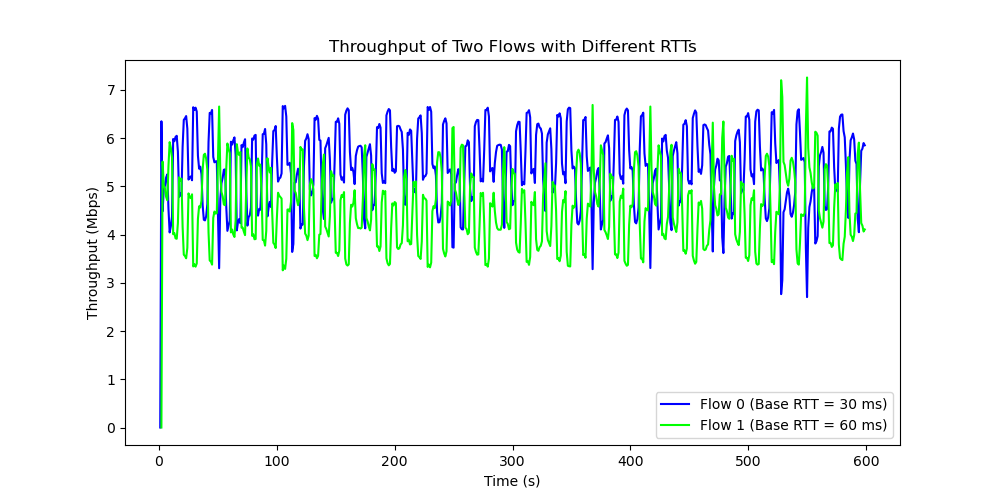 Throughput of Two Flows with Different RTTs
Throughput (Mbps)
7
6
5
4
3
2
1
0
0 100 200 300 400 500 600
Time (s)
Flow 0 (Base RTT = 30 ms)
Flow 1 (Base RTT = 60 ms)